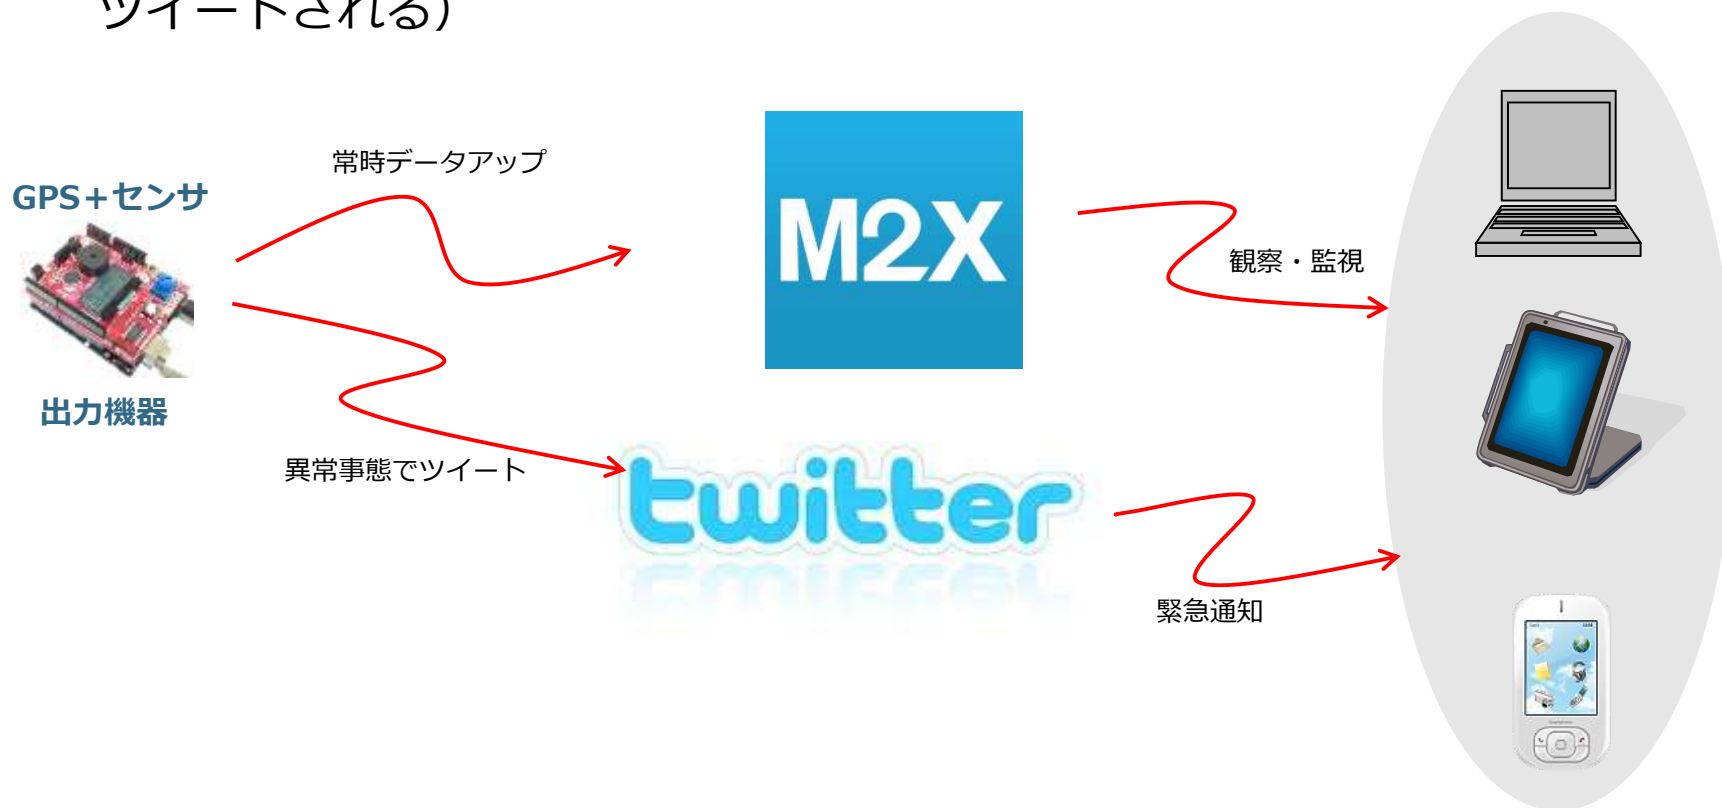 ツイートされる）
常時データアップ
GPS+センサ
M2X
観察・監視
出力機器
異常事態でツイート
twitter
緊急通知